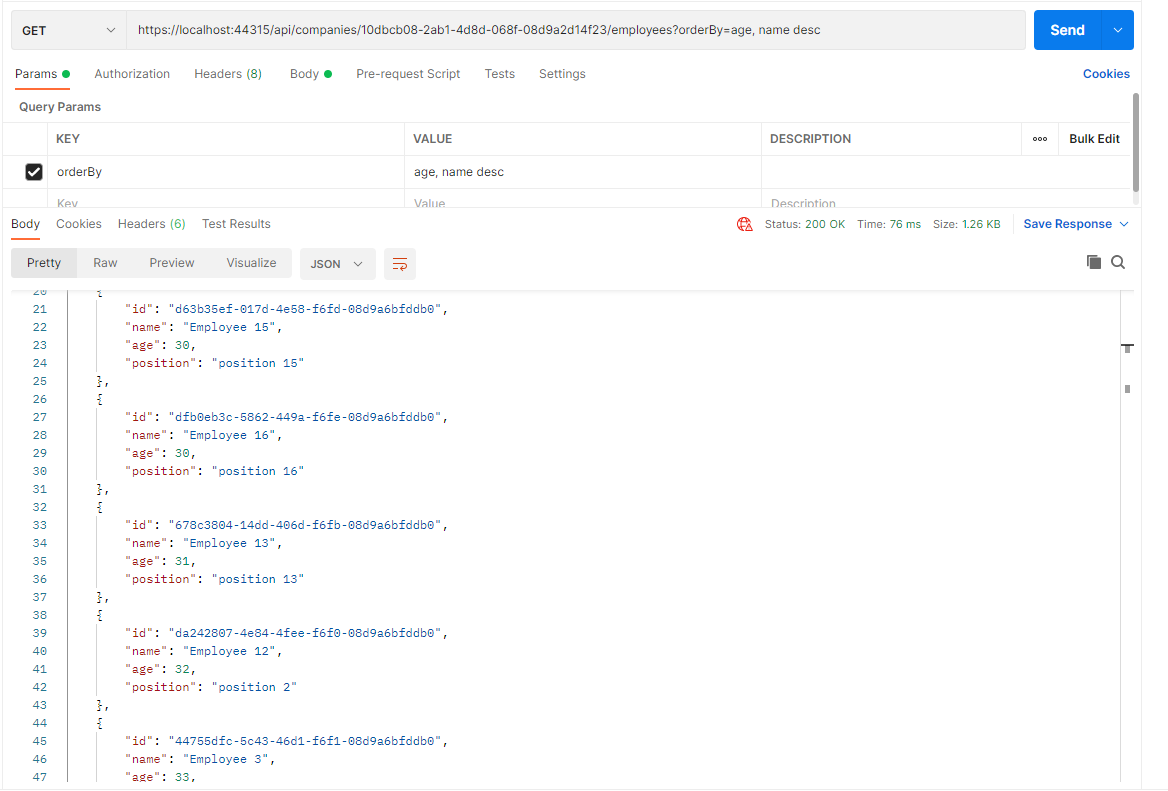 GET https://localhost:44315/api/companies/10dbcb08-2ab1-4d8d-068f-08d9a2d14f23/employees?orderBy=age, name desc Send
Params Authorization Headers (8) Body Pre-request Script Tests Settings Cookies
Query Params
KEY VALUE DESCRIPTION Bulk Edit
orderBy age, name desc
Key Value Description
Body Cookies Headers (6) Test Results Status: 200 OK Time: 76 ms Size: 1.26 KB Save Response
Pretty Raw Preview Visualize JSON
20 {
21 "id": "d63b35ef-017d-4e58-f6fd-08d9a6bfddb0",
22 "name": "Employee 15",
23 "age": 30,
24 "position": "position 15"
25 },
26 {
27 "id": "dfb0eb3c-5862-449a-f6fe-08d9a6bfddb0",
28 "name": "Employee 16",
29 "age": 30,
30 "position": "position 16"
31 },
32 {
33 "id": "678c3804-14dd-406d-f6fb-08d9a6bfddb0",
34 "name": "Employee 13",
35 "age": 31,
36 "position": "position 13"
37 },
38 {
39 "id": "da242807-4e84-4fee-f6f0-08d9a6bfddb0",
40 "name": "Employee 12",
41 "age": 32,
42 "position": "position 2"
43 },
44 {
45 "id": "44755dfc-5c43-46d1-f6f1-08d9a6bfddb0",
46 "name": "Employee 3",
47 "age": 33,